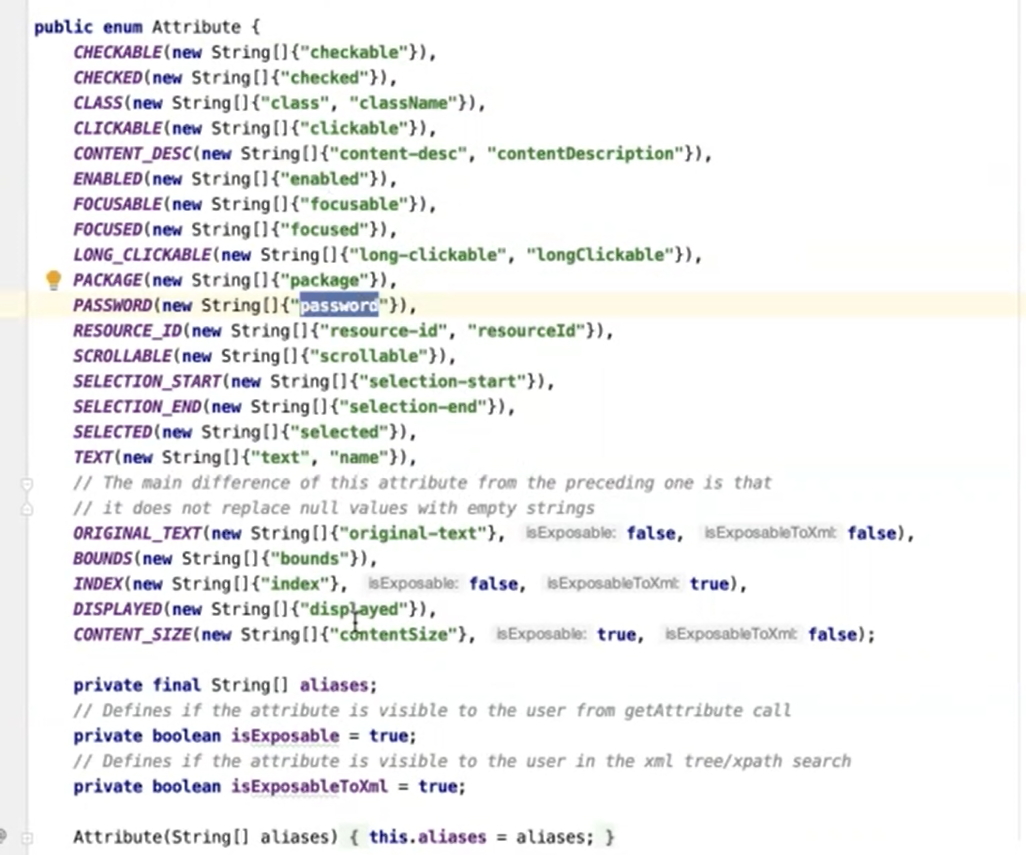 public enum Attribute {
CHECKABLE(new String[]{"checkable"}),
CHECKED(new String[]{"checked"}),
CLASS(new String[]{"class", "className"}),
CLICKABLE(new String[]{"clickable"}),
CONTENT_DESC(new String[]{"content-desc", "contentDescription"}),
ENABLED(new String[]{"enabled"}),
FOCUSABLE(new String[]{"focusable"}),
FOCUSED(new String[]{"focused"}),
LONG_CLICKABLE(new String[]{"long-clickable", "longClickable"}),
PACKAGE(new String[]{"package"}),
PASSWORD(new String[]{"password"}),
RESOURCE_ID(new String[]{"resource-id", "resourceId"}),
SCROLLABLE(new String[]{"scrollable"}),
SELECTION_START(new String[]{"selection-start"}),
SELECTION_END(new String[]{"selection-end"}),
SELECTED(new String[]{"selected"}),
TEXT(new String[]{"text", "name"}),
// The main difference of this attribute from the preceding one is that
// it does not replace null values with empty strings
ORIGINAL_TEXT(new String[]{"original-text"}, isExposable: false, isExposableToXml: false),
BOUNDS(new String[]{"bounds"}),
INDEX(new String[]{"index"}, isExposable: false, isExposableToXml: true),
DISPLAYED(new String[]{"displayed"}),
CONTENT_SIZE(new String[]{"contentSize"}, isExposable: true, isExposableToXml: false);
private final String[] aliases;
// Defines if the attribute is visible to the user from getAttribute call
private boolean isExposable = true;
// Defines if the attribute is visible to the user in the xml tree/xpath search
private boolean isExposableToXml = true;
Attribute(String[] aliases) { this.aliases = aliases; }